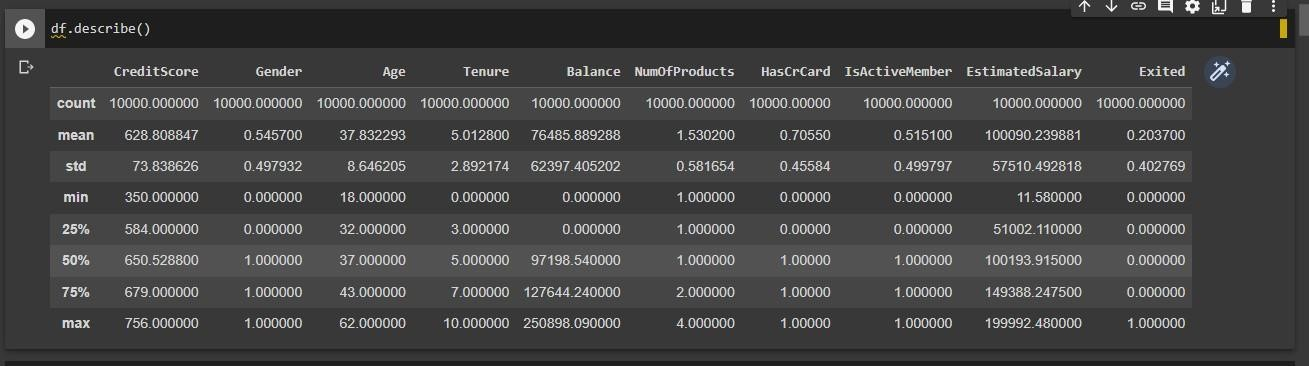 df.describe()
CreditScore Gender Age Tenure Balance NumOfProducts HasCrCard IsActiveMember EstimatedSalary Exited
count 10000.000000 10000.000000 10000.000000 10000.000000 10000.000000 10000.000000 10000.00000 10000.000000 10000.000000 10000.000000
mean 628.808847 0.545700 37.832293 5.012800 76485.889288 1.530200 0.70550 0.515100 100090.239881 0.203700
std 73.838626 0.497932 8.646205 2.892174 62397.405202 0.581654 0.45584 0.499797 57510.492818 0.402769
min 350.000000 0.000000 18.000000 0.000000 0.000000 1.000000 0.00000 0.000000 11.580000 0.000000
25% 584.000000 0.000000 32.000000 3.000000 0.000000 1.000000 0.00000 0.000000 51002.110000 0.000000
50% 650.528800 1.000000 37.000000 5.000000 97198.540000 1.000000 1.00000 1.000000 100193.915000 0.000000
75% 679.000000 1.000000 43.000000 7.000000 127644.240000 2.000000 1.00000 1.000000 149388.247500 0.000000
max 756.000000 1.000000 62.000000 10.000000 250898.090000 4.000000 1.00000 1.000000 199992.480000 1.000000